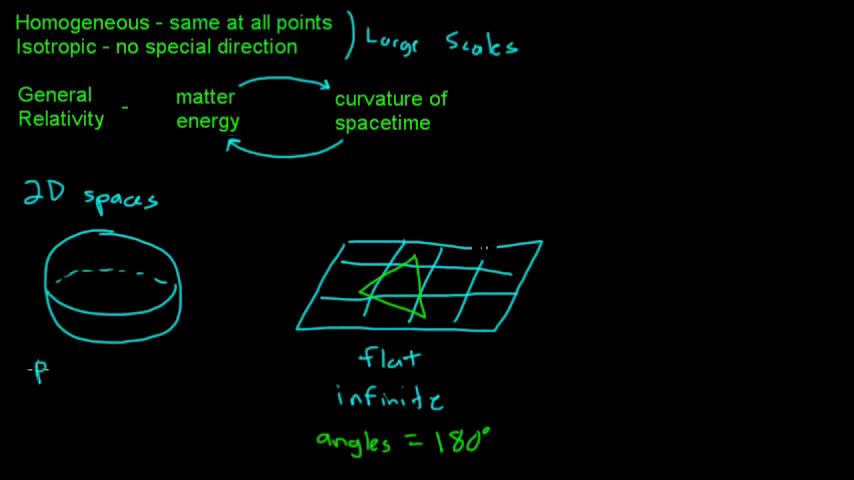 Homogeneous - same at all points
Isotropic - no special direction
Large Scales
General
Relativity
-
matter
energy
curvature of
spacetime
2D spaces
-p
flat
infinite
angles = 180°